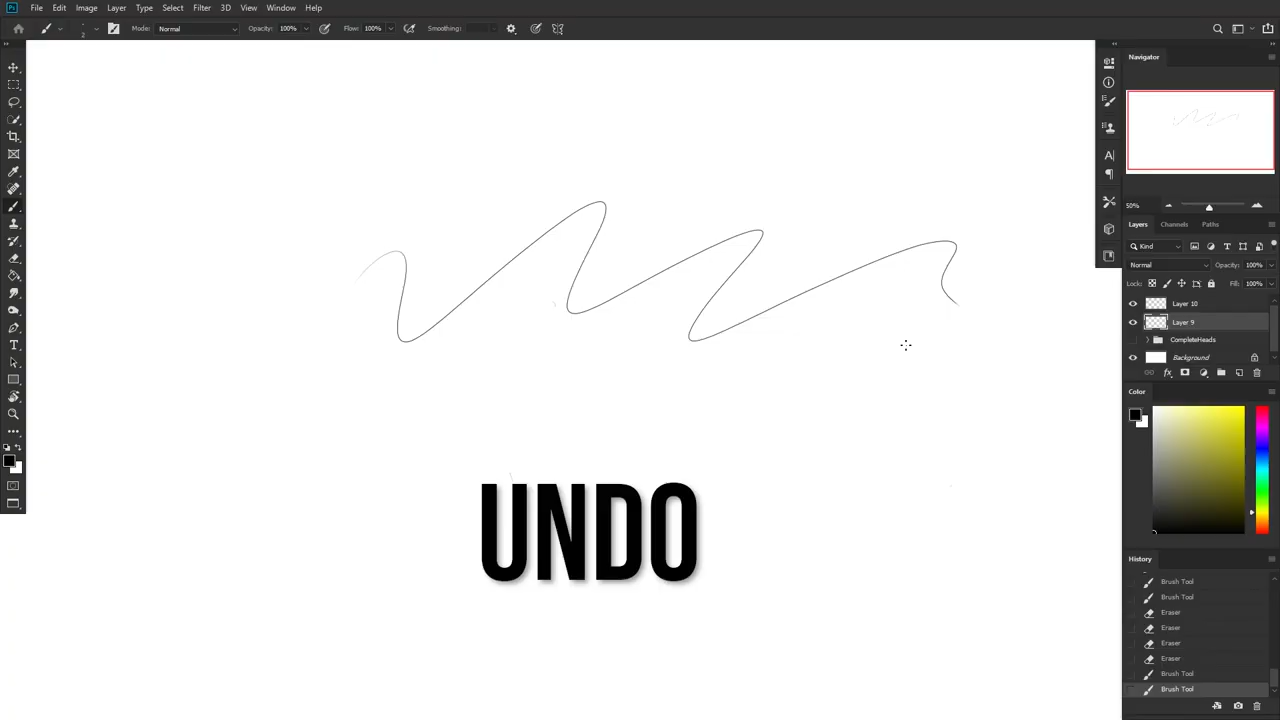 Ps File Edit Image Layer Type Select Filter 3D View Window Help
2 Mode: Normal Opacity: 100% Flow: 100% Smoothing:
Navigator
50%
Layers Channels Paths
Kind
Normal Opacity: 100%
Lock: Fill: 100%
Layer 10
Layer 9
CompleteHeads
Background
Color
UNDO
History
Brush Tool
Brush Tool
Eraser
Eraser
Eraser
Eraser
Brush Tool
Brush Tool